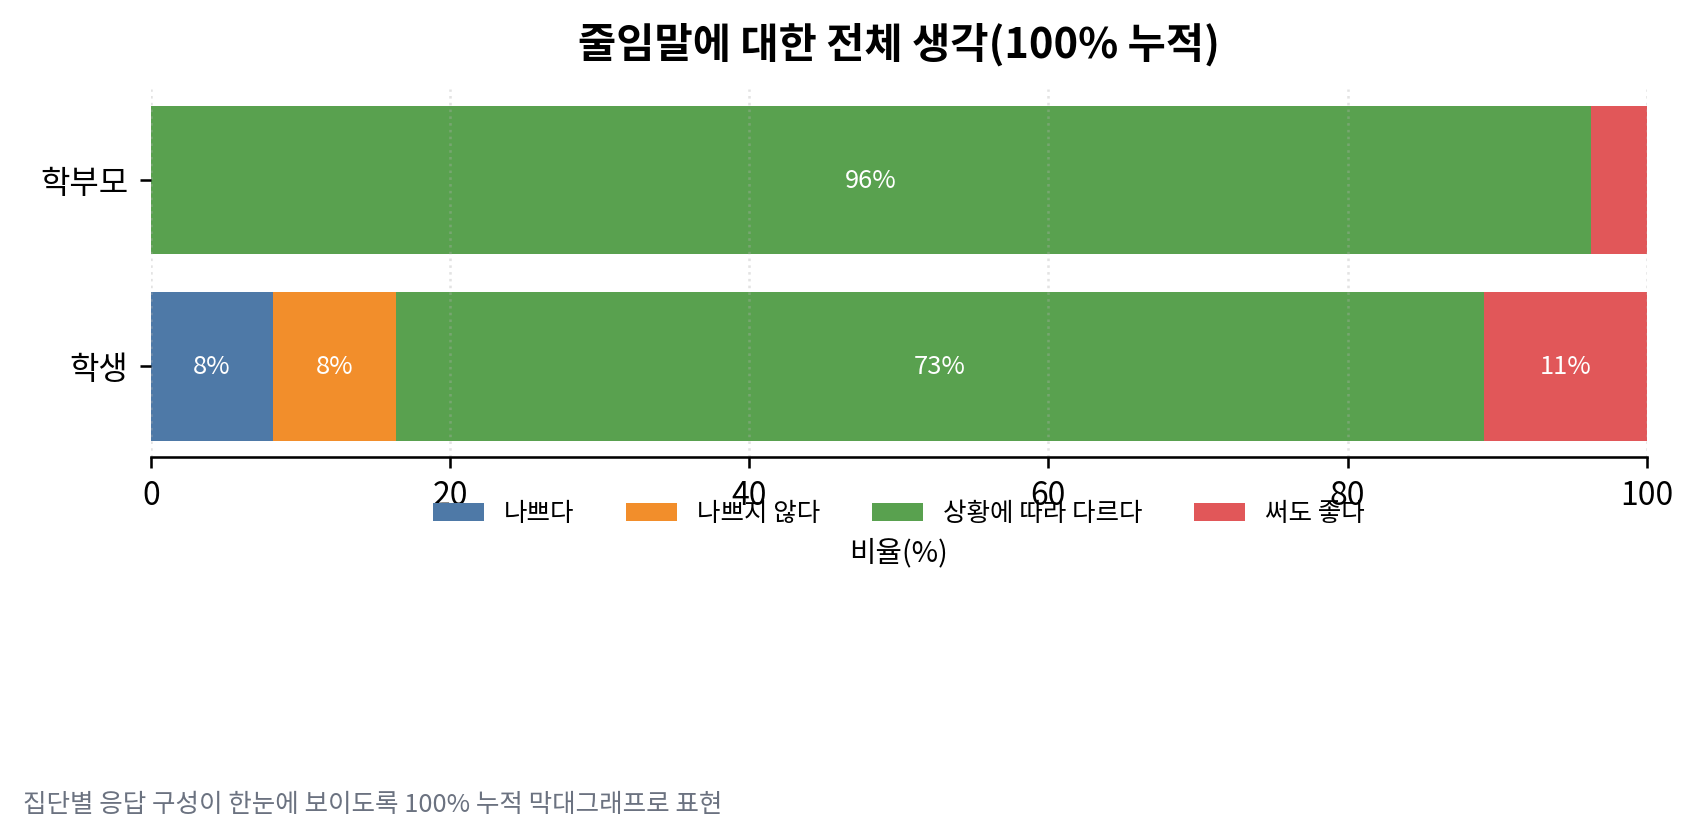 줄임말에 대한 전체 생각(100% 누적)
학부모
96%
학생
8% 8% 73% 11%
0 20 40 60 80 100
나쁘다 나쁘지 않다 상황에 따라 다르다 써도 좋다
비율(%)
집단별 응답 구성이 한눈에 보이도록 100% 누적 막대그래프로 표현